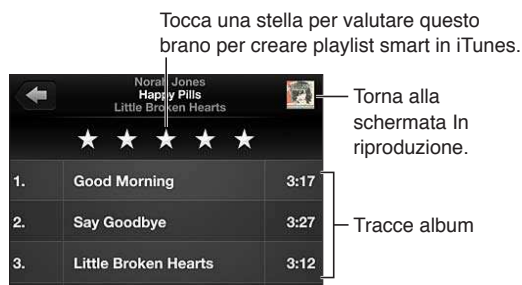 Tocca una stella per valutare questo
brano per creare playlist smart in iTunes.
Norah Jones
Happy Pills
Little Broken Hearts
Torna alla
schermata In
riproduzione.
1. Good Morning 3:17
2. Say Goodbye 3:27
3. Little Broken Hearts 3:12
Tracce album